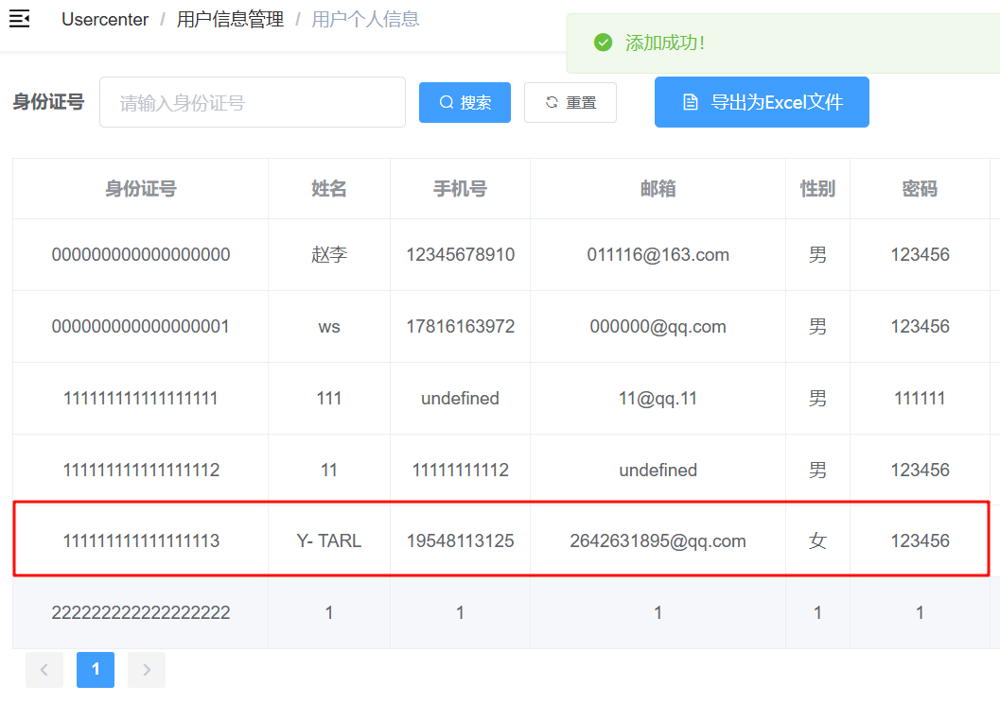 Usercenter / 用户信息管理 / 用户个人信息
添加成功!
身份证号 请输入身份证号 搜索 重置 导出为Excel文件
身份证号 姓名 手机号 邮箱 性别 密码
000000000000000000 赵李 12345678910 011116@163.com 男 123456
000000000000000001 ws 17816163972 000000@qq.com 男 123456
111111111111111111 111 undefined 11@qq.11 男 111111
111111111111111112 11 11111111112 undefined 男 123456
111111111111111113 Y- TARL 19548113125 2642631895@qq.com 女 123456
222222222222222222 1 1 1 1 1
1